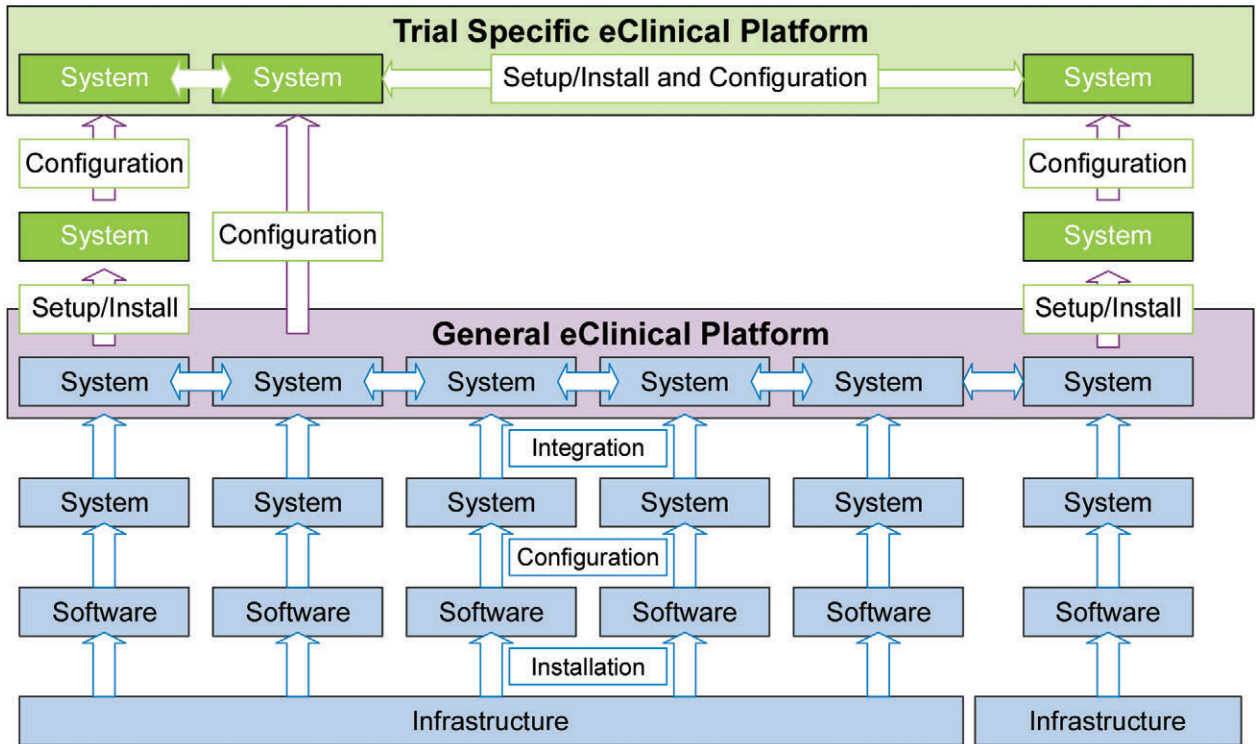 Trial Specific eClinical Platform
System
System
Setup/Install and Configuration
System
Configuration
Configuration
System
Configuration
System
Setup/Install
Setup/Install
General eClinical Platform
System
System
System
System
System
System
Integration
System
System
System
System
System
System
Configuration
Software
Software
Software
Software
Software
Software
Installation
Infrastructure
Infrastructure